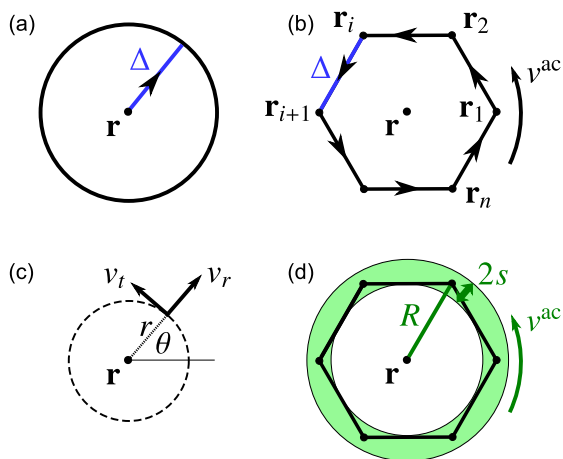 (a)
Δ
r
(b)
r_i
r_2
Δ
r_{i+1}
r
r_1
v^{ac}
r_n
(c)
v_t
v_r
r
θ
r
(d)
2s
R
v^{ac}
r